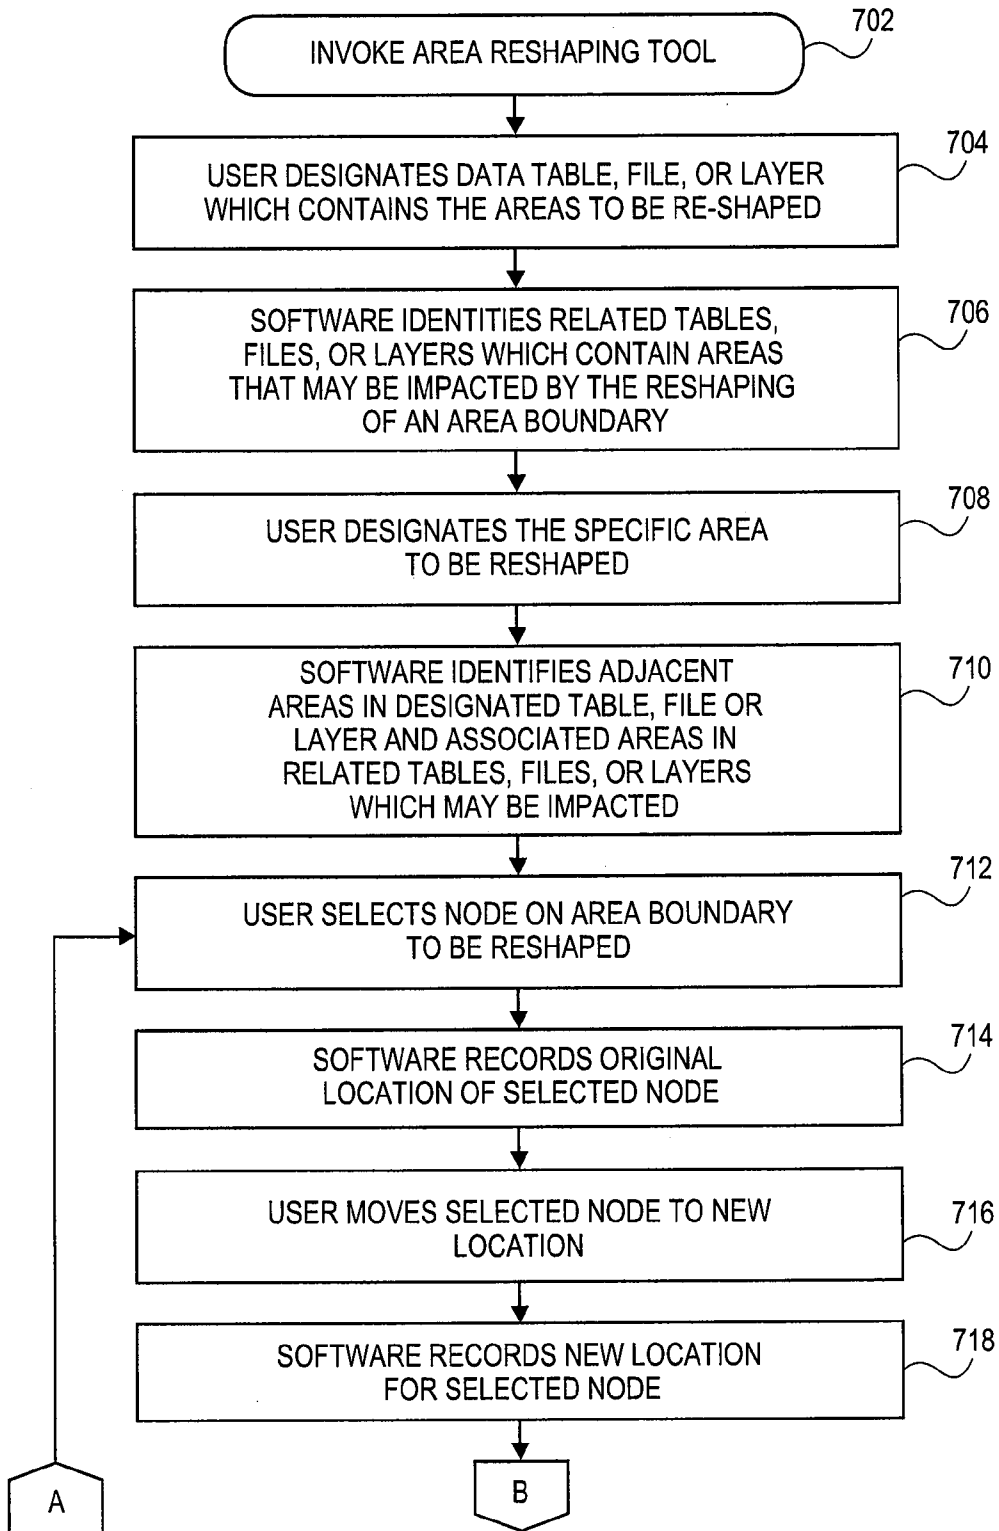 INVOKE AREA RESHAPING TOOL
702
USER DESIGNATES DATA TABLE, FILE, OR LAYER
WHICH CONTAINS THE AREAS TO BE RE-SHAPED
704
SOFTWARE IDENTITIES RELATED TABLES,
FILES, OR LAYERS WHICH CONTAIN AREAS
THAT MAY BE IMPACTED BY THE RESHAPING
OF AN AREA BOUNDARY
706
USER DESIGNATES THE SPECIFIC AREA
TO BE RESHAPED
708
SOFTWARE IDENTIFIES ADJACENT
AREAS IN DESIGNATED TABLE, FILE OR
LAYER AND ASSOCIATED AREAS IN
RELATED TABLES, FILES, OR LAYERS
WHICH MAY BE IMPACTED
710
USER SELECTS NODE ON AREA BOUNDARY
TO BE RESHAPED
712
SOFTWARE RECORDS ORIGINAL
LOCATION OF SELECTED NODE
714
USER MOVES SELECTED NODE TO NEW
LOCATION
716
SOFTWARE RECORDS NEW LOCATION
FOR SELECTED NODE
718
A
B